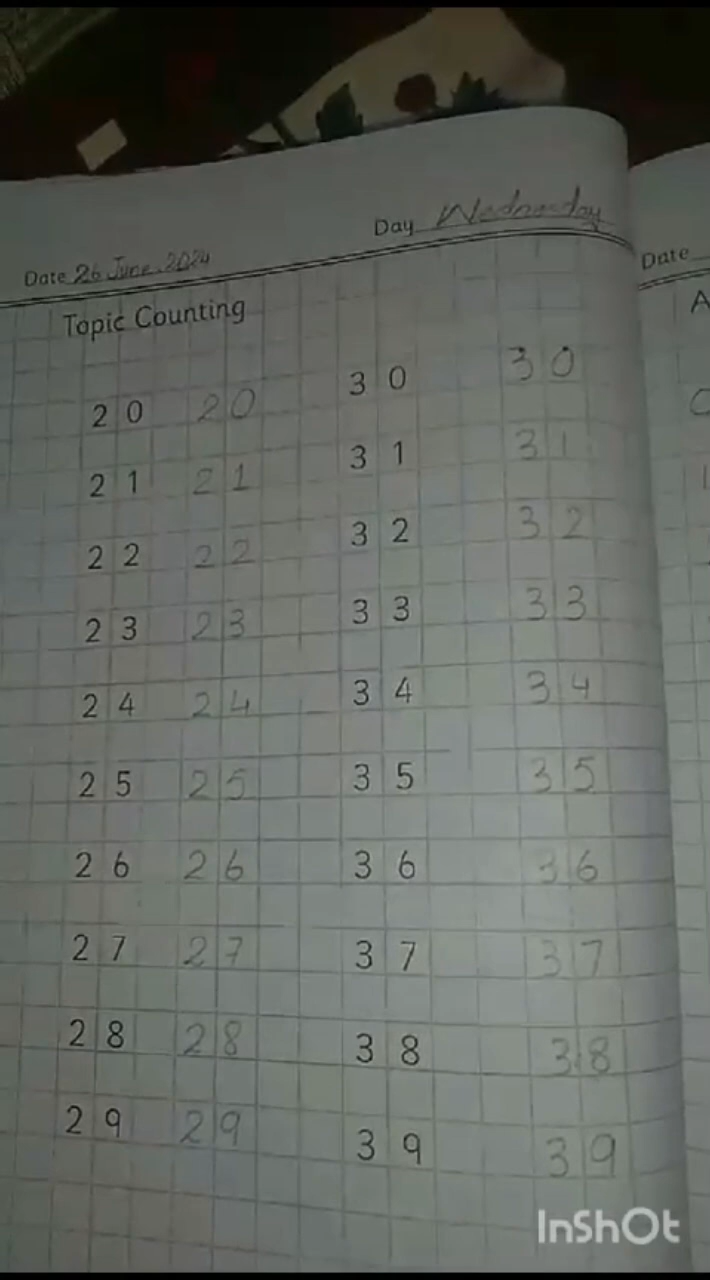 Day Wednesday
Date 26 June 2024
Date
Topic Counting
20 20 30 30
21 21 31 31
22 22 32 32
23 23 33 33
24 24 34 34
25 25 35 35
26 26 36 36
27 27 37 37
28 28 38 38
29 29 39 39
InShOt